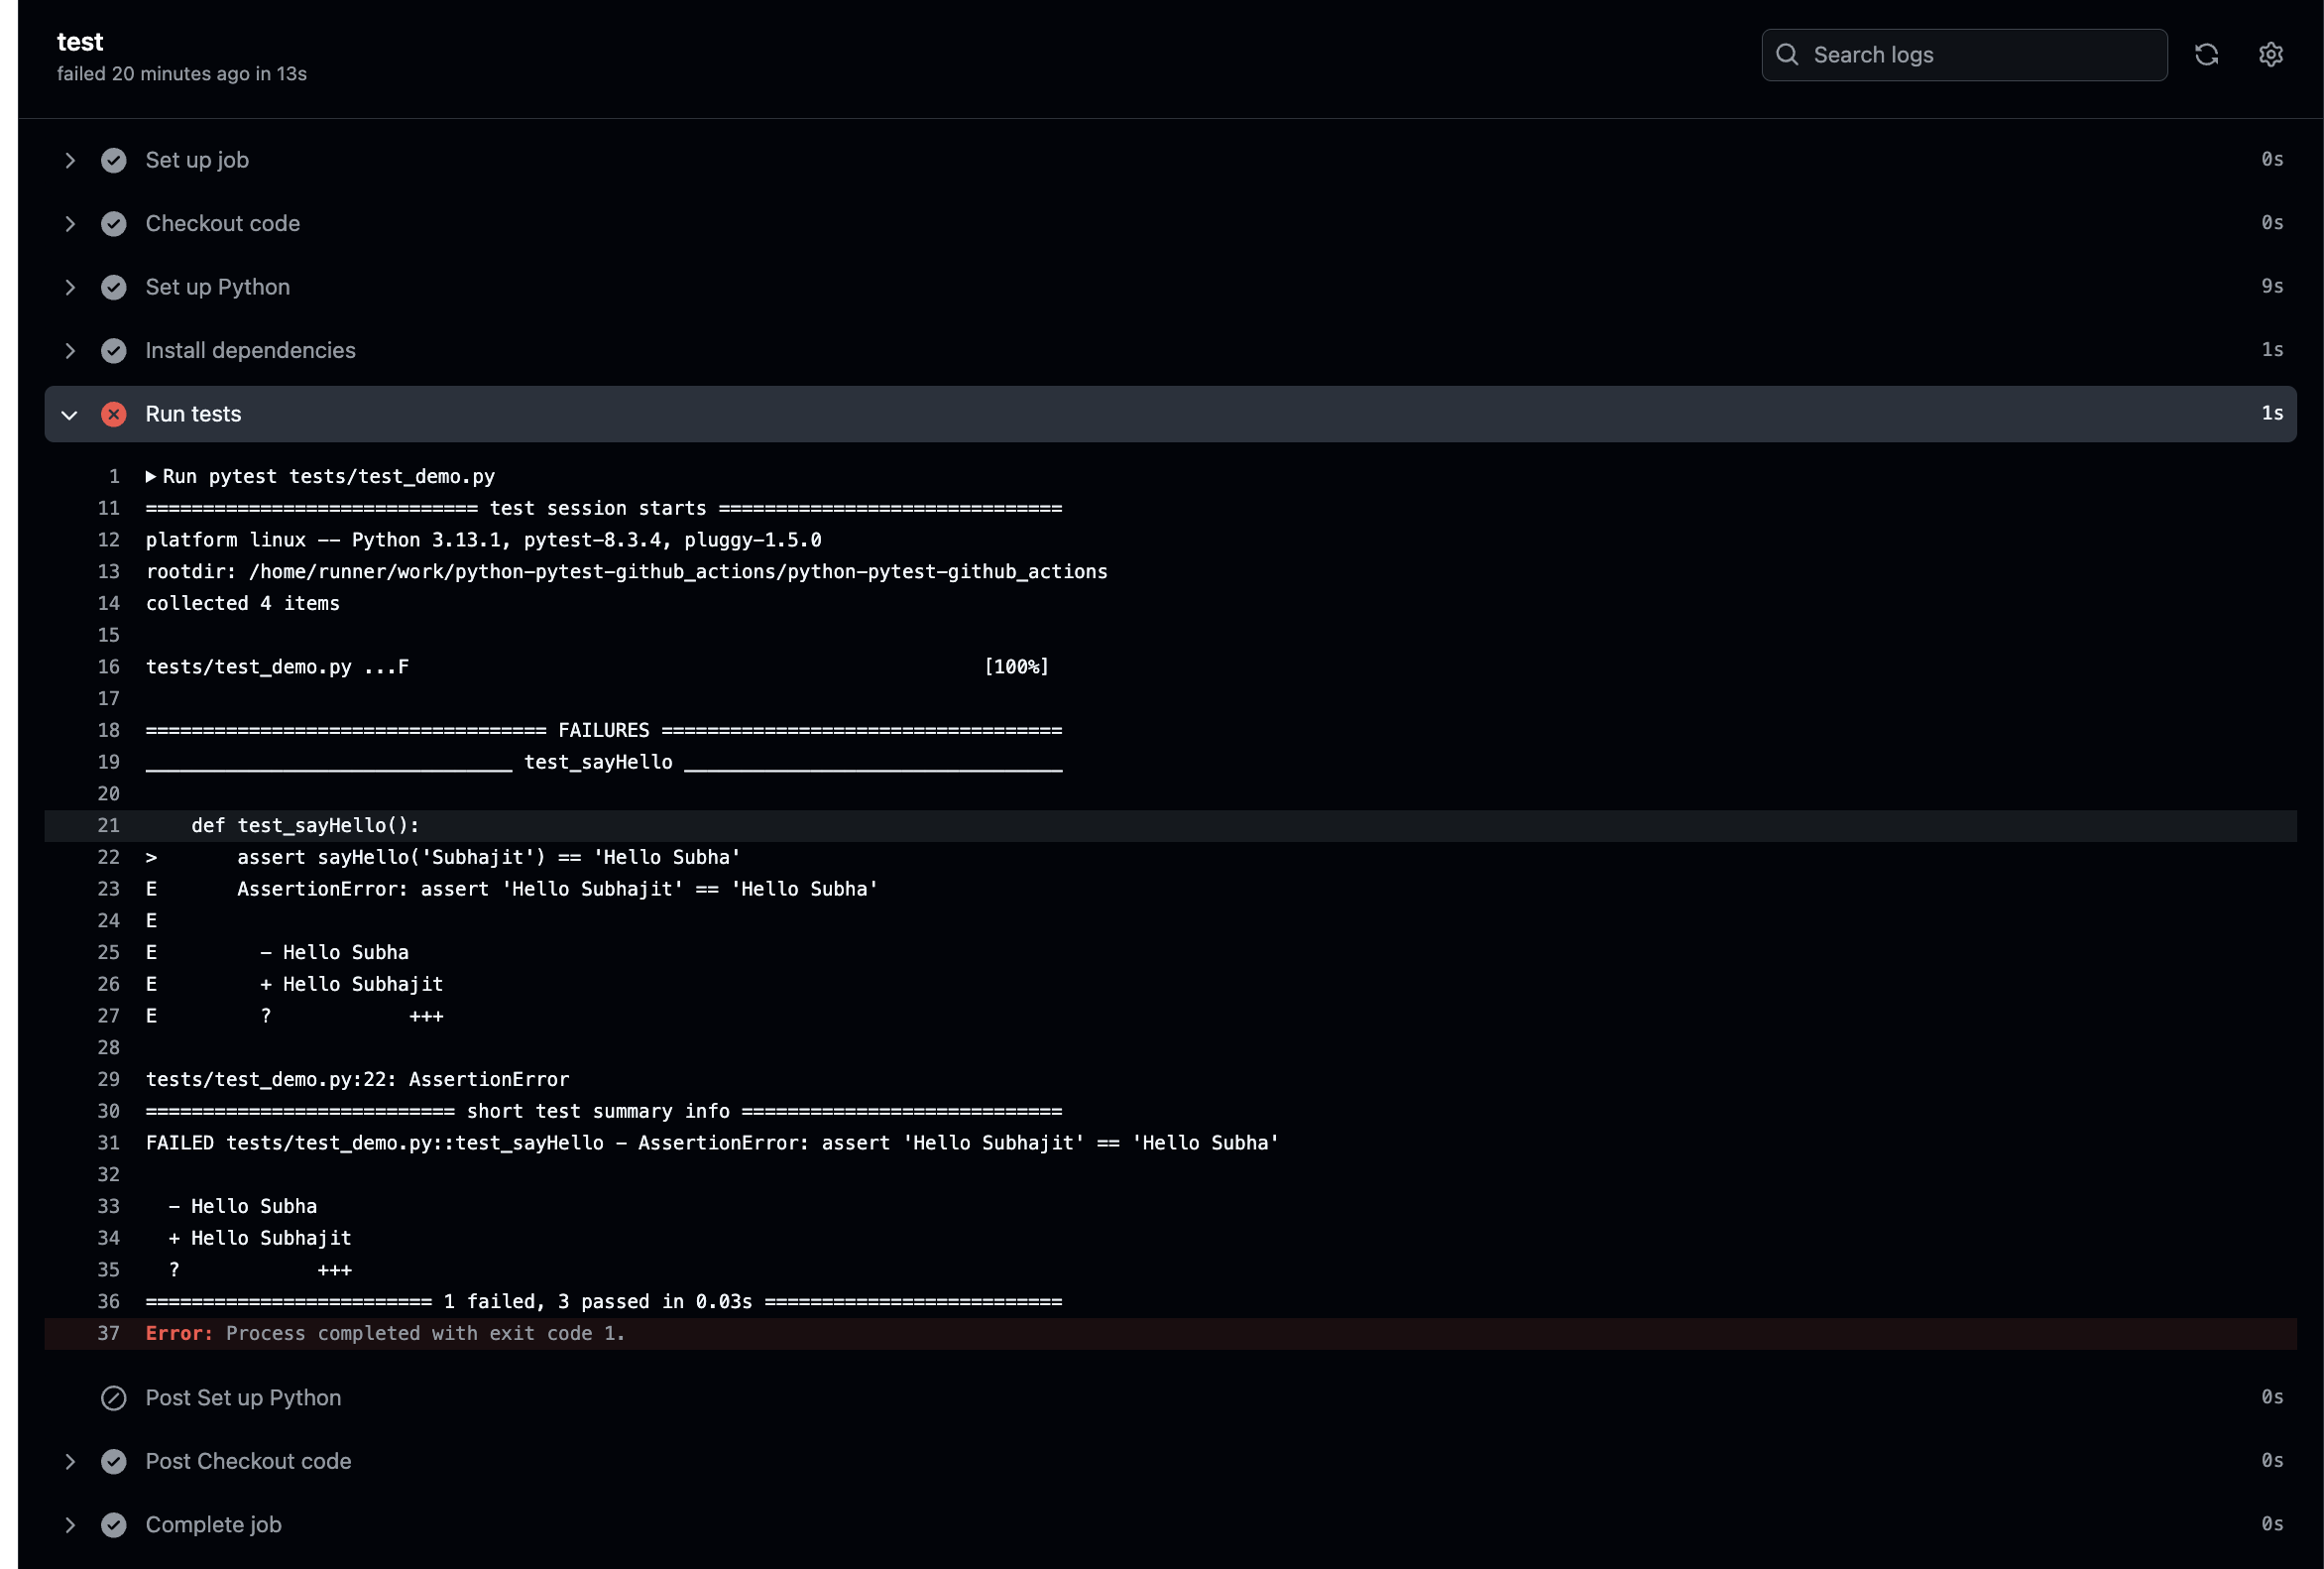 test
failed 20 minutes ago in 13s
Search logs
Set up job 0s
Checkout code 0s
Set up Python 9s
Install dependencies 1s
Run tests 1s
1 Run pytest tests/test_demo.py
11 ============================= test session starts ==============================
12 platform linux -- Python 3.13.1, pytest-8.3.4, pluggy-1.5.0
13 rootdir: /home/runner/work/python-pytest-github_actions/python-pytest-github_actions
14 collected 4 items
15
16 tests/test_demo.py ...F [100%]
17
18 =================================== FAILURES ===================================
19 ________________________________ test_sayHello _________________________________
20
21 def test_sayHello():
22 > assert sayHello('Subhajit') == 'Hello Subha'
23 E AssertionError: assert 'Hello Subhajit' == 'Hello Subha'
24 E
25 E - Hello Subha
26 E + Hello Subhajit
27 E ? +++
28
29 tests/test_demo.py:22: AssertionError
30 =========================== short test summary info ============================
31 FAILED tests/test_demo.py::test_sayHello - AssertionError: assert 'Hello Subhajit' == 'Hello Subha'
32
33 - Hello Subha
34 + Hello Subhajit
35 ? +++
36 ========================= 1 failed, 3 passed in 0.03s ==========================
37 Error: Process completed with exit code 1.
Post Set up Python 0s
Post Checkout code 0s
Complete job 0s